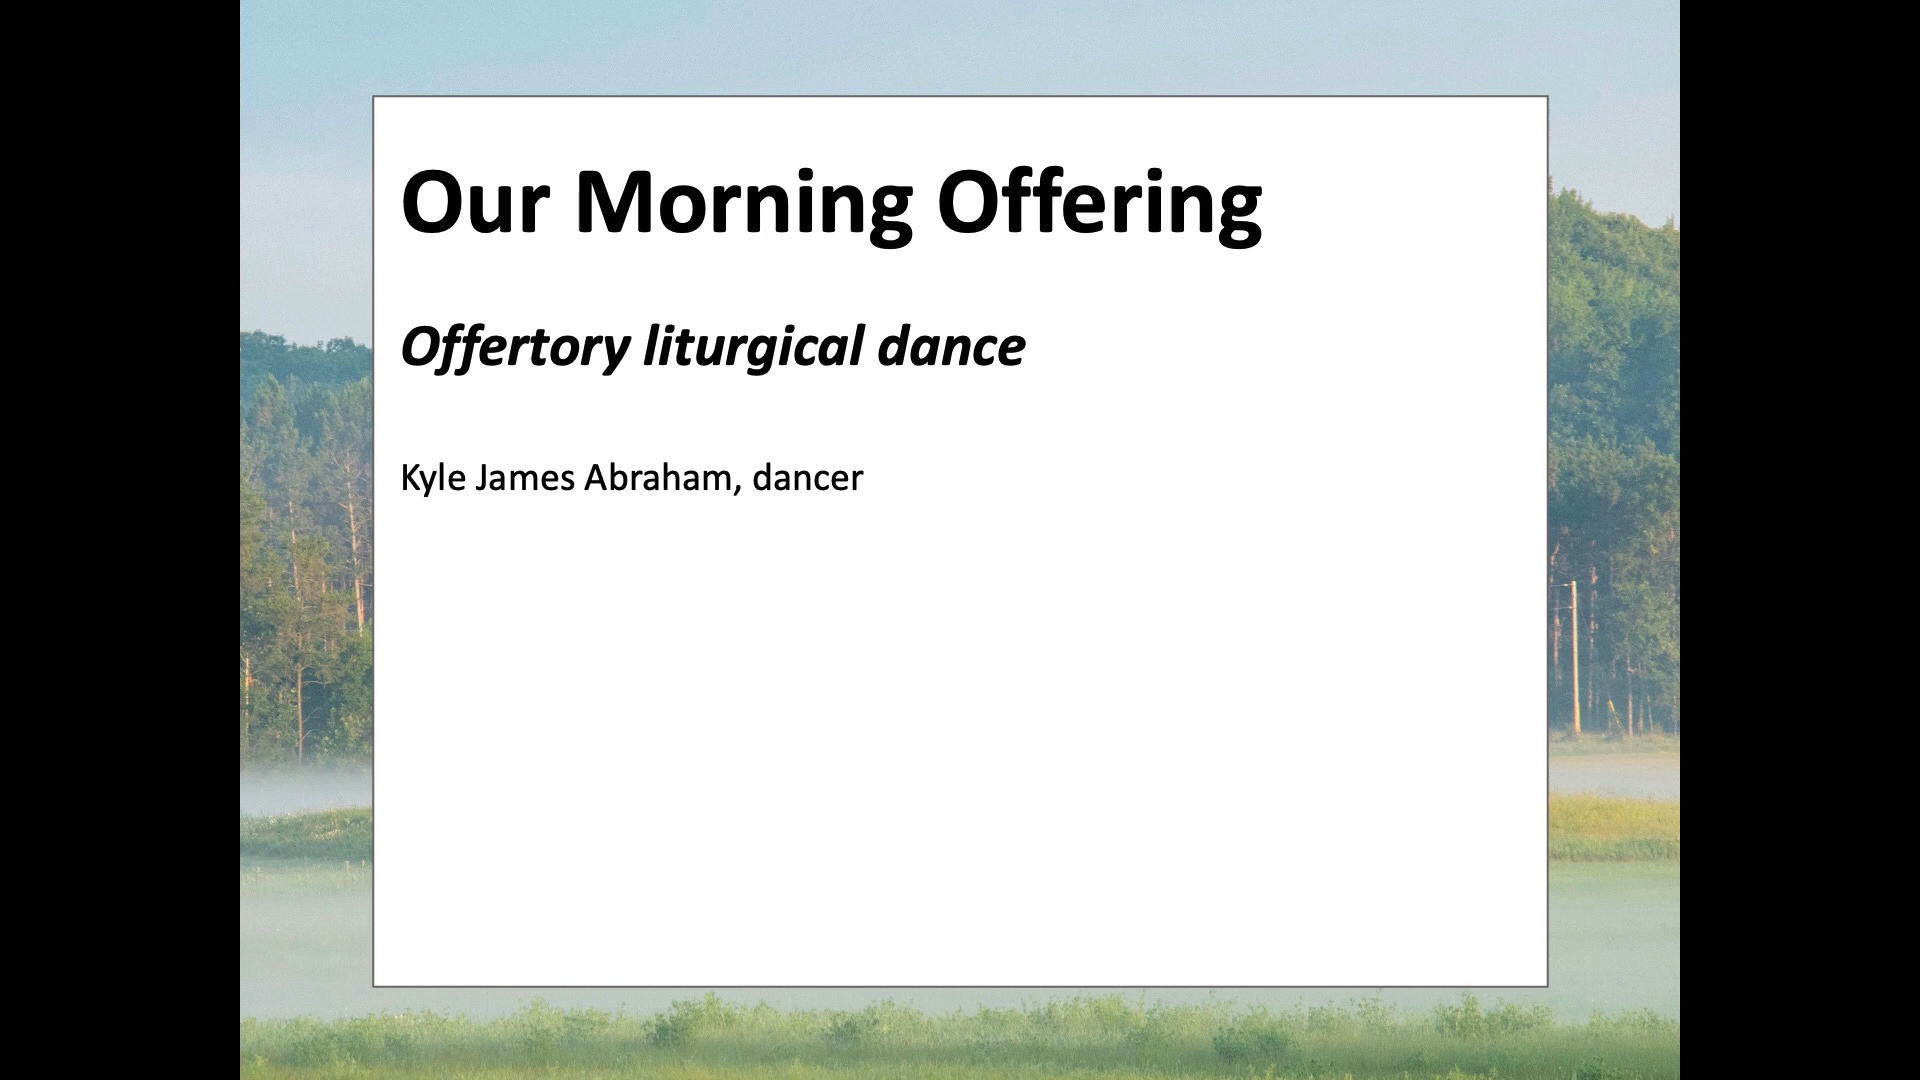 Our Morning Offering
Offertory liturgical dance
Kyle James Abraham, dancer